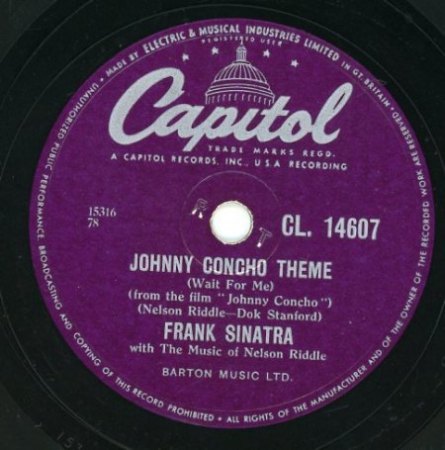 MADE BY ELECTRIC & MUSICAL INDUSTRIES LIMITED IN GT. BRITAIN · ALL RIGHTS OF THE MANUFACTURER AND OF THE OWNER OF THE RECORDED WORK ARE RESERVED. UNAUTHORIZED PUBLIC PERFORMANCE BROADCASTING AND COPYING OF THIS RECORD PROHIBITED
REGISTERED USER
Capitol
TRADE MARKS REGD.
A CAPITOL RECORDS, INC., U.S.A. RECORDING
15316
78
R
T
CL. 14607
JOHNNY CONCHO THEME
(Wait For Me)
(from the film "Johnny Concho")
(Nelson Riddle—Dok Stanford)
FRANK SINATRA
with The Music of Nelson Riddle
BARTON MUSIC LTD.